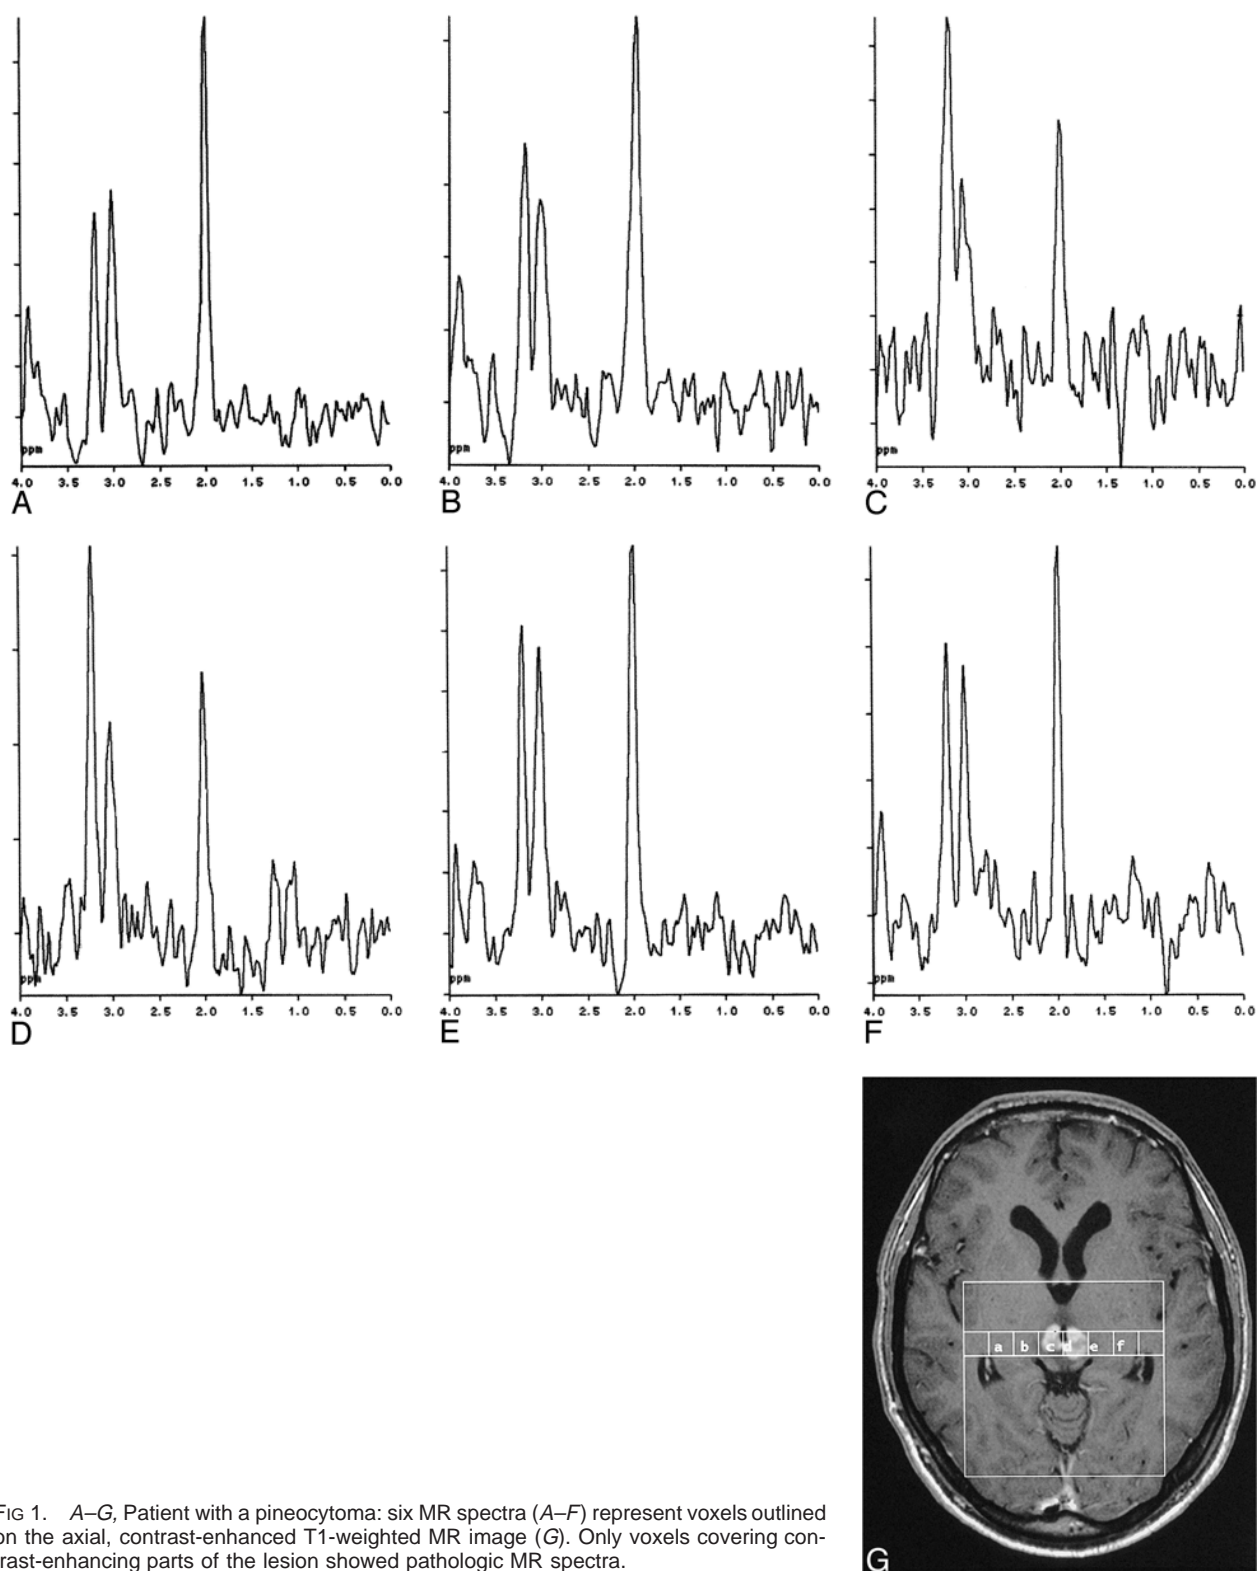 ppm
4.0 3.5 3.0 2.5 2.0 1.5 1.0 0.5 0.0
A
ppm
4.0 3.5 3.0 2.5 2.0 1.5 1.0 0.5 0.0
B
ppm
4.0 3.5 3.0 2.5 2.0 1.5 1.0 0.5 0.0
C
ppm
4.0 3.5 3.0 2.5 2.0 1.5 1.0 0.5 0.0
D
ppm
4.0 3.5 3.0 2.5 2.0 1.5 1.0 0.5 0.0
E
ppm
4.0 3.5 3.0 2.5 2.0 1.5 1.0 0.5 0.0
F
a b c d e f
G
FIG 1. A–G, Patient with a pineocytoma: six MR spectra (A–F) represent voxels outlined
on the axial, contrast-enhanced T1-weighted MR image (G). Only voxels covering con-
trast-enhancing parts of the lesion showed pathologic MR spectra.